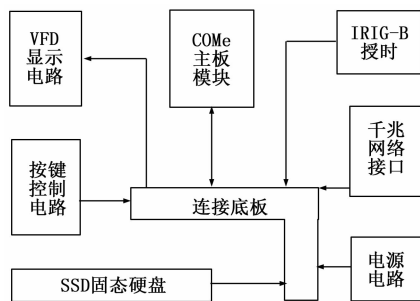 VFD
显示
电路
COMe
主板
模块
IRIG-B
授时
千兆
网络
接口
按键
控制
电路
连接底板
电源
电路
SSD固态硬盘